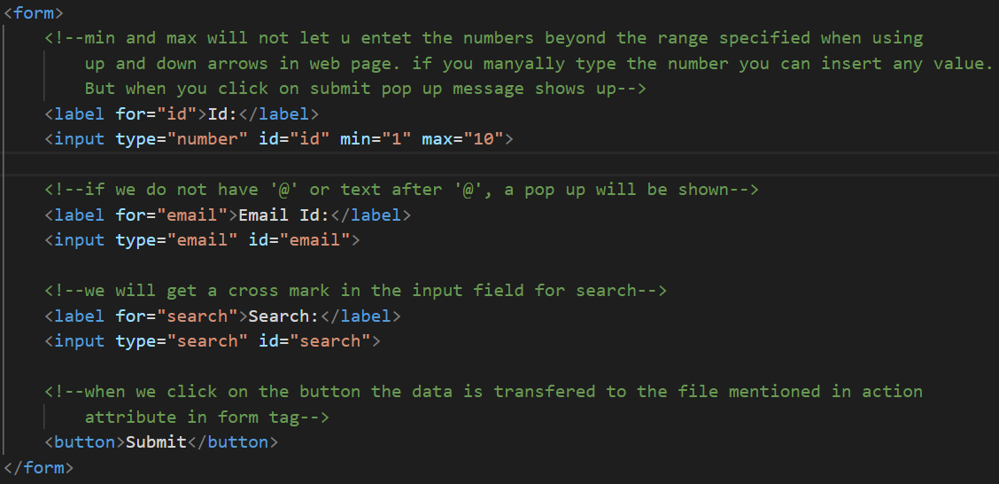 <form>
<!--min and max will not let u entet the numbers beyond the range specified when using
up and down arrows in web page. if you manyally type the number you can insert any value.
But when you click on submit pop up message shows up-->
<label for="id">Id:</label>
<input type="number" id="id" min="1" max="10">
<!--if we do not have '@' or text after '@', a pop up will be shown-->
<label for="email">Email Id:</label>
<input type="email" id="email">
<!--we will get a cross mark in the input field for search-->
<label for="search">Search:</label>
<input type="search" id="search">
<!--when we click on the button the data is transfered to the file mentioned in action
attribute in form tag-->
<button>Submit</button>
</form>